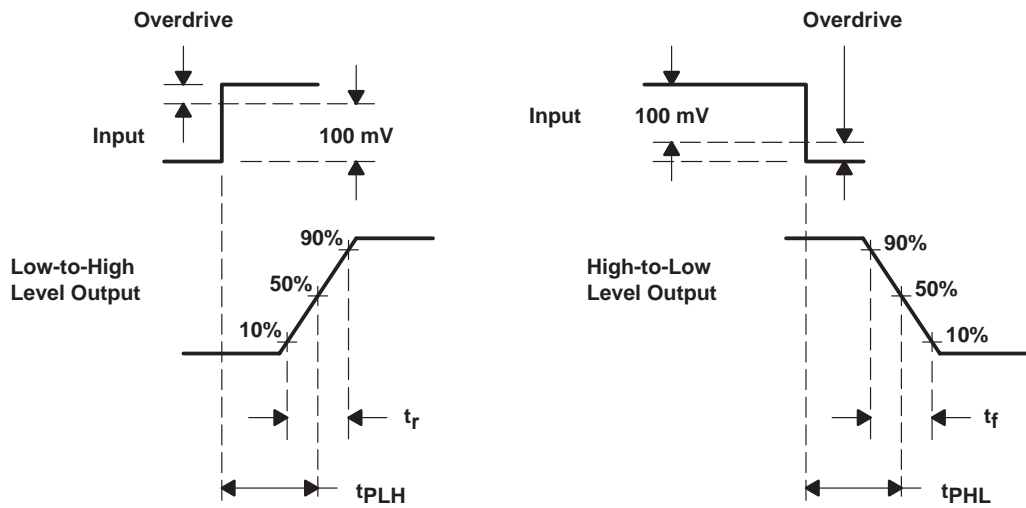 Overdrive
Input
100 mV
90%
Low-to-High
Level Output
50%
10%
tr
tPLH
Overdrive
Input
100 mV
90%
High-to-Low
Level Output
50%
10%
tf
tPHL